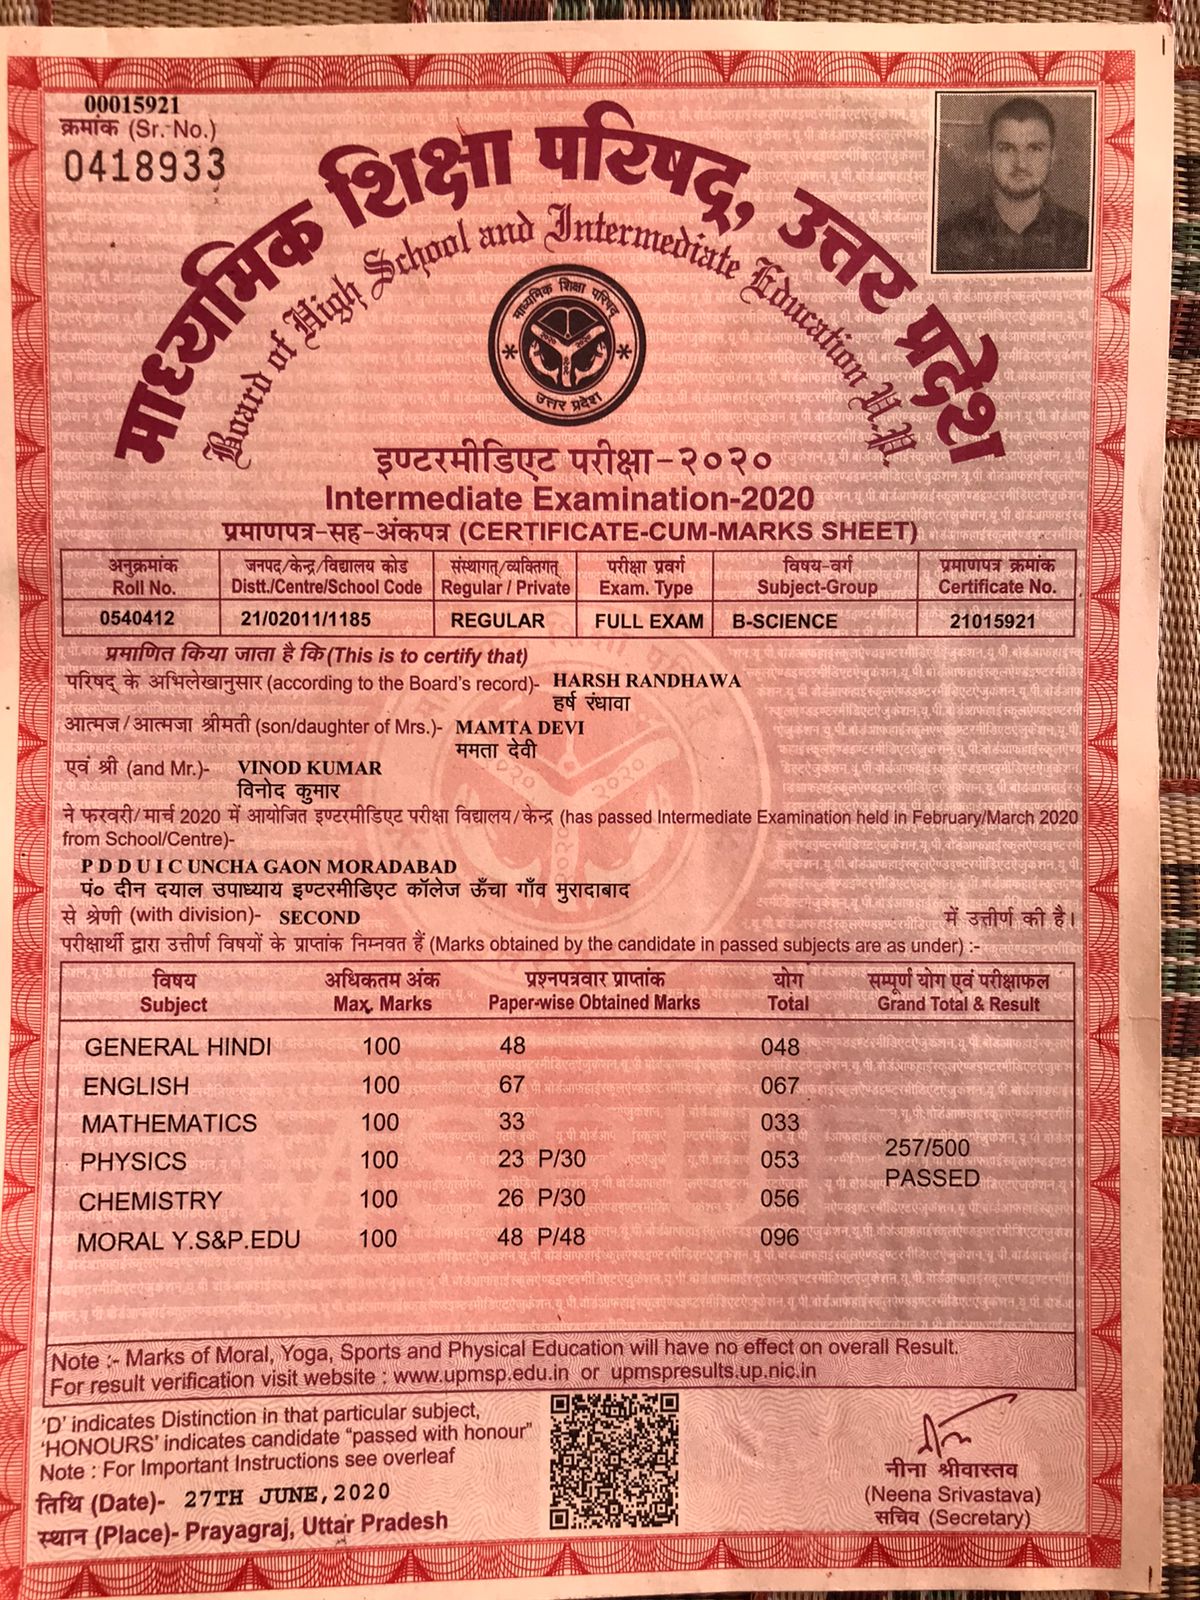 00015921
क्रमांक (Sr. No.)
0418933
माध्यमिक शिक्षा परिषद्, उत्तर प्रदेश
Board of High School and Intermediate Education U.P.
माध्यमिक शिक्षा परिषद
उत्तर प्रदेश
इण्टरमीडिएट परीक्षा-२०२०
Intermediate Examination-2020
प्रमाणपत्र-सह-अंकपत्र (CERTIFICATE-CUM-MARKS SHEET)
अनुक्रमांक जनपद/केन्द्र/विद्यालय कोड संस्थागत्/व्यक्तिगत् परीक्षा प्रवर्ग विषय-वर्ग प्रमाणपत्र क्रमांक
Roll No. Distt./Centre/School Code Regular / Private Exam. Type Subject-Group Certificate No.
0540412 21/02011/1185 REGULAR FULL EXAM B-SCIENCE 21015921
प्रमाणित किया जाता है कि (This is to certify that)
परिषद् के अभिलेखानुसार (according to the Board's record)- HARSH RANDHAWA
हर्ष रंधावा
आत्मज/आत्मजा श्रीमती (son/daughter of Mrs.)- MAMTA DEVI
ममता देवी
एवं श्री (and Mr.)- VINOD KUMAR
विनोद कुमार
ने फरवरी/मार्च 2020 में आयोजित इण्टरमीडिएट परीक्षा विद्यालय/केन्द्र (has passed Intermediate Examination held in February/March 2020
from School/Centre)-
P D D U I C UNCHA GAON MORADABAD
पं० दीन दयाल उपाध्याय इण्टरमीडिएट कॉलेज ऊँचा गाँव मुरादाबाद
से श्रेणी (with division)- SECOND में उत्तीर्ण की है।
परीक्षार्थी द्वारा उत्तीर्ण विषयों के प्राप्तांक निम्नवत हैं (Marks obtained by the candidate in passed subjects are as under) :-
विषय अधिकतम अंक प्रश्नपत्रवार प्राप्तांक योग सम्पूर्ण योग एवं परीक्षाफल
Subject Max. Marks Paper-wise Obtained Marks Total Grand Total & Result
GENERAL HINDI 100 48 048
ENGLISH 100 67 067
MATHEMATICS 100 33 033
257/500
PHYSICS 100 23 P/30 053
PASSED
CHEMISTRY 100 26 P/30 056
MORAL Y.S&P.EDU 100 48 P/48 096
Note :- Marks of Moral, Yoga, Sports and Physical Education will have no effect on overall Result.
For result verification visit website : www.upmsp.edu.in or upmspresults.up.nic.in
'D' indicates Distinction in that particular subject,
'HONOURS' indicates candidate "passed with honour"
Note : For Important Instructions see overleaf
तिथि (Date)- 27TH JUNE,2020
स्थान (Place)- Prayagraj, Uttar Pradesh
नीना श्रीवास्तव
(Neena Srivastava)
सचिव (Secretary)